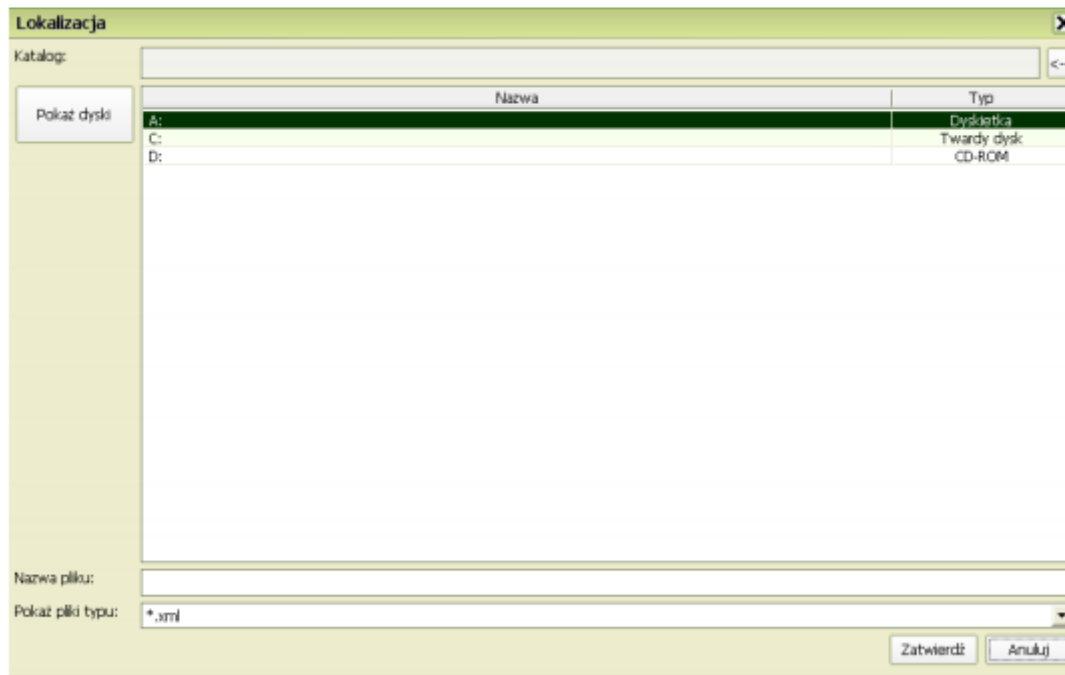 Lokalizacja
Katalog:
<-
Pokaż dyski
Nazwa Typ
A: Dyskietka
C: Twardy dysk
D: CD-ROM
Nazwa pliku:
Pokaż pliki typu: *.xml
Zatwierdź Anuluj